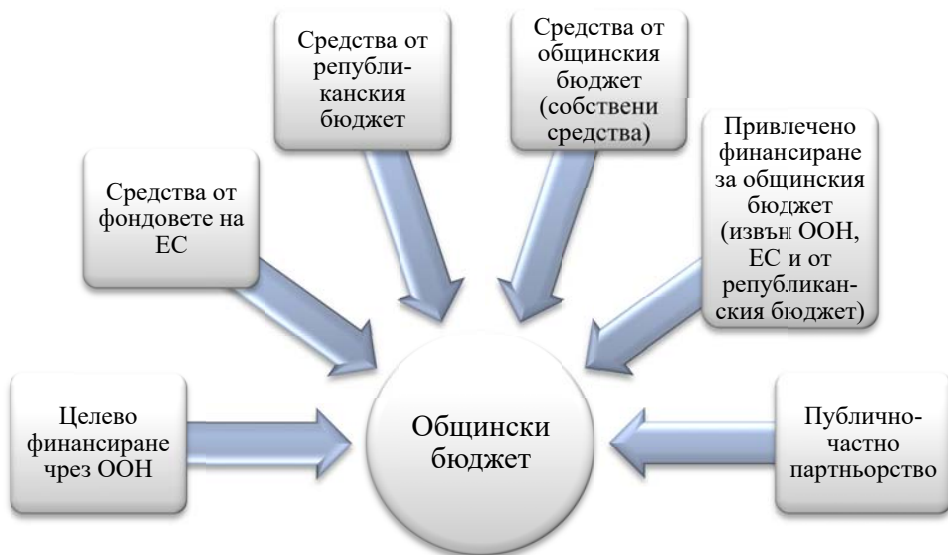 Средства от
републи-
канския
бюджет
Средства от
общинския
бюджет
(собствени
средства)
Привлечено
финансиране
за общинския
бюджет
(извън ООН,
ЕС и от
републикан-
ския бюджет)
Средства от
фондовете на
ЕС
Целево
финансиране
чрез ООН
Общински
бюджет
Публично-
частно
партньорство